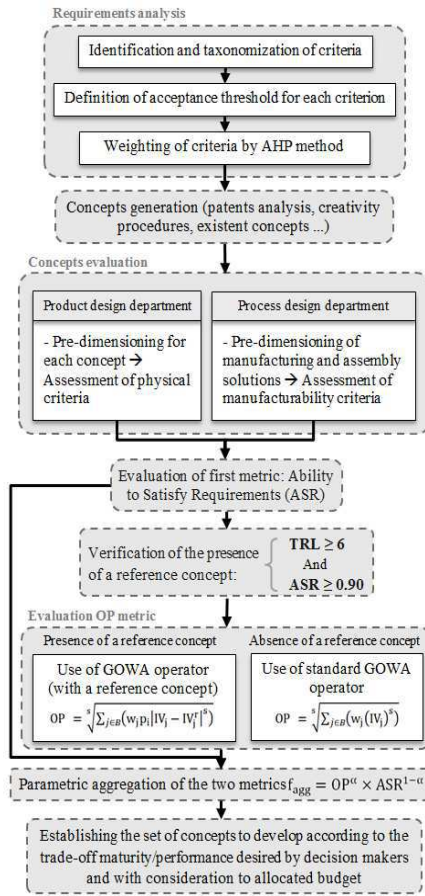 Requirements analysis
Identification and taxonomization of criteria
Definition of acceptance threshold for each criterion
Weighting of criteria by AHP method
Concepts generation (patents analysis, creativity
procedures, existent concepts ...)
Concepts evaluation
Product design department
- Pre-dimensioning for
each concept →
Assessment of physical
criteria
Process design department
- Pre-dimensioning of
manufacturing and assembly
solutions → Assessment of
manufacturability criteria
Evaluation of first metric: Ability
to Satisfy Requirements (ASR)
Verification of the presence
of a reference concept:
TRL ≥ 6
And
ASR ≥ 0.90
Evaluation OP metric
Presence of a reference concept
Use of GOWA operator
(with a reference concept)
OP = ˢ√∑j∈B(wⱼpᵢ|IVⱼ − IVⱼʳ|ˢ)
Absence of a reference concept
Use of standard GOWA
operator
OP = ˢ√∑j∈B(wⱼ(IVⱼ)ˢ)
Parametric aggregation of the two metrics f_agg = OP^α × ASR^(1−α)
Establishing the set of concepts to develop according to the
trade-off maturity/performance desired by decision makers
and with consideration to allocated budget